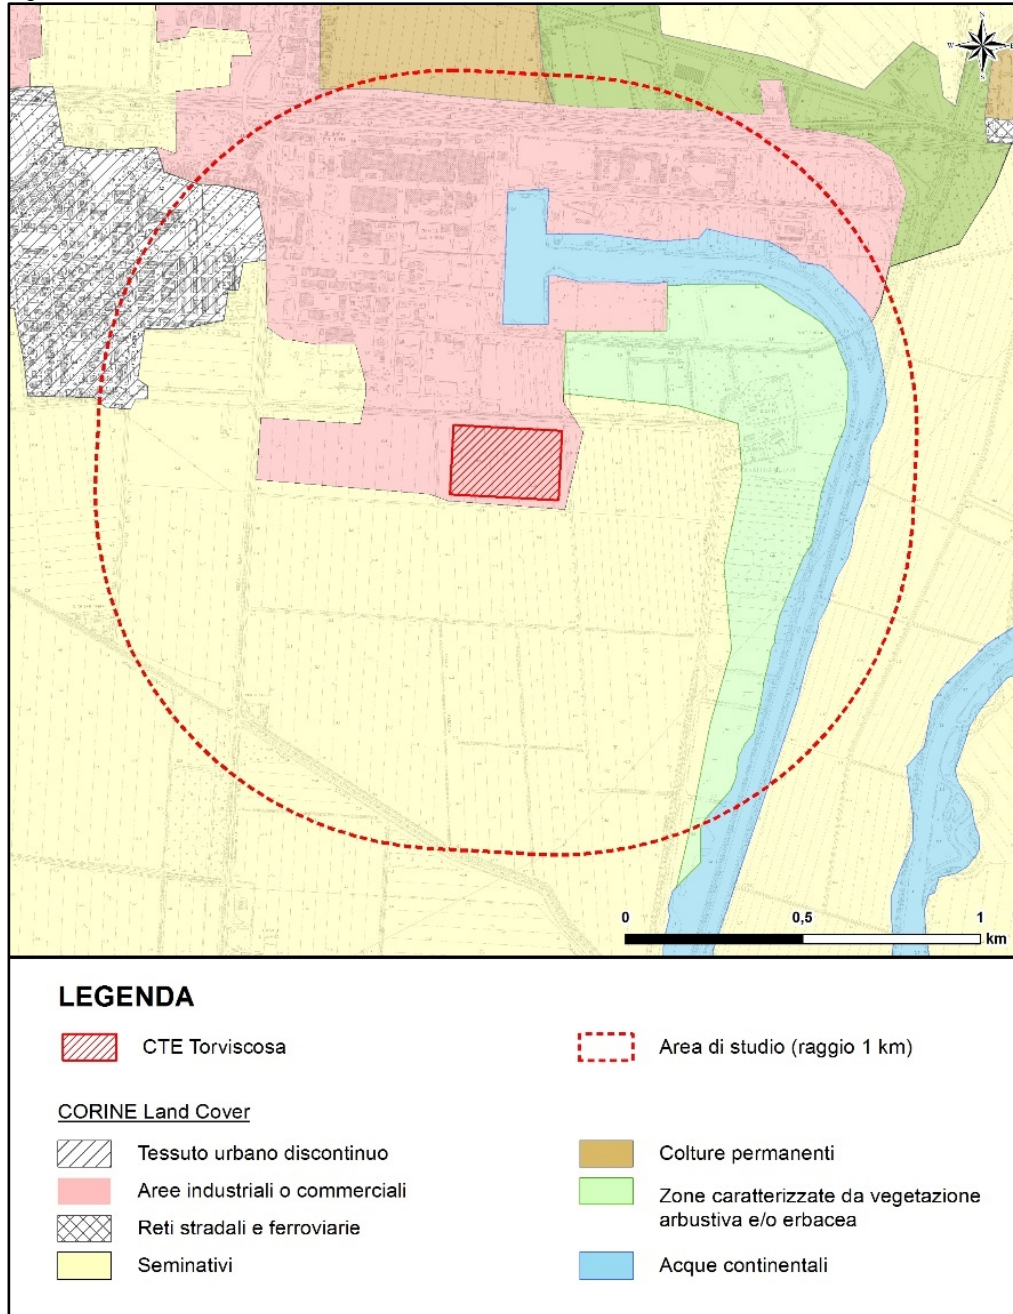 N
W
E
S
0
0,5
1
km
LEGENDA
CTE Torviscosa
Area di studio (raggio 1 km)
CORINE Land Cover
Tessuto urbano discontinuo
Colture permanenti
Aree industriali o commerciali
Zone caratterizzate da vegetazione
arbustiva e/o erbacea
Reti stradali e ferroviarie
Seminativi
Acque continentali